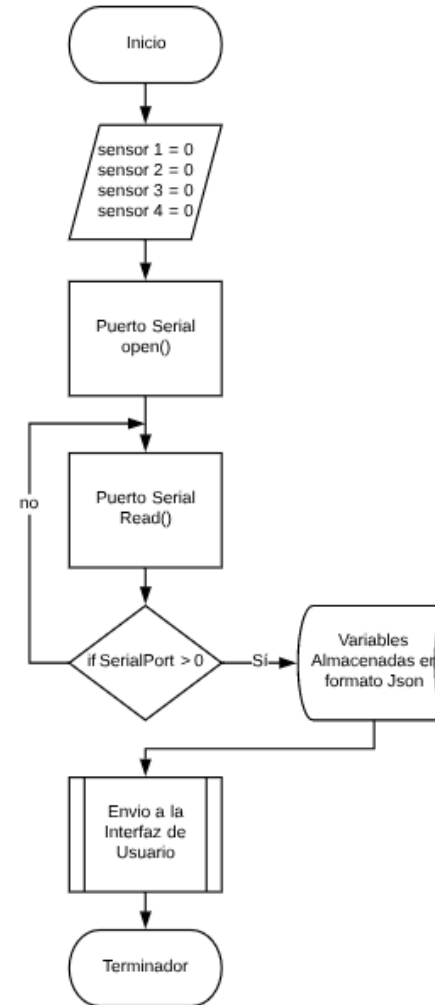 Inicio
sensor 1 = 0
sensor 2 = 0
sensor 3 = 0
sensor 4 = 0
Puerto Serial
open()
Puerto Serial
Read()
no
if SerialPort > 0
Sí
Variables
Almacenadas en
formato Json
Envio a la
Interfaz de
Usuario
Terminador